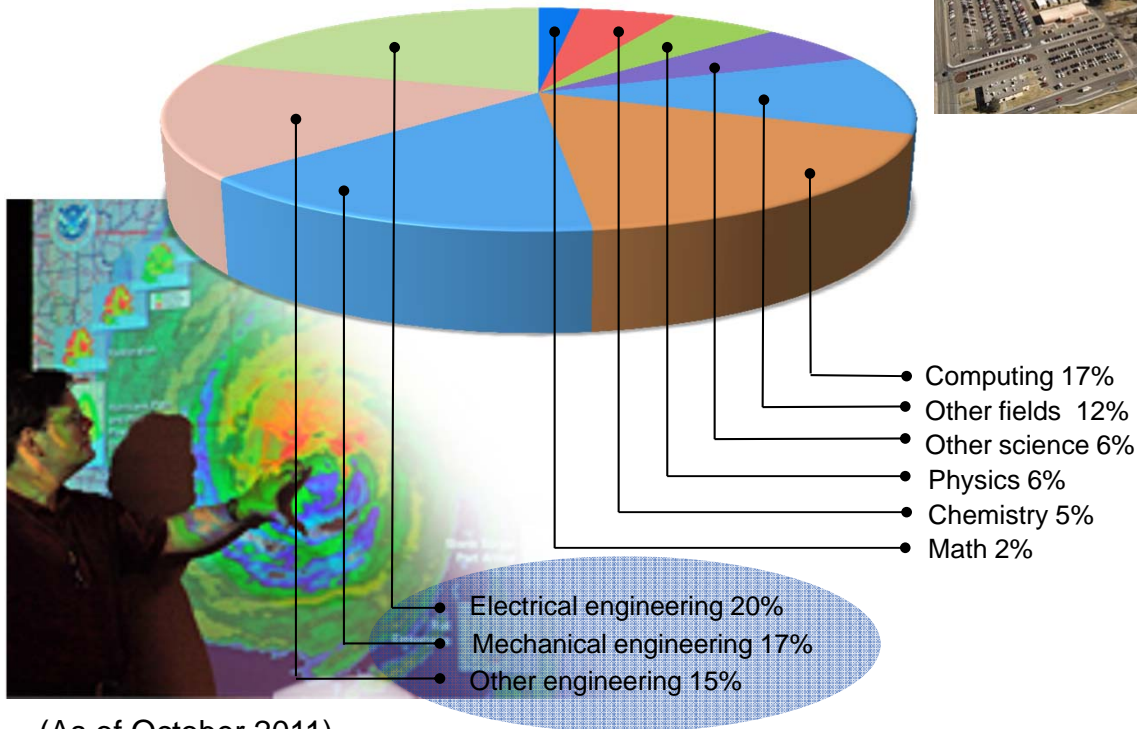 Computing 17%
Other fields 12%
Other science 6%
Physics 6%
Chemistry 5%
Math 2%
Electrical engineering 20%
Mechanical engineering 17%
Other engineering 15%
(As of October 2011)